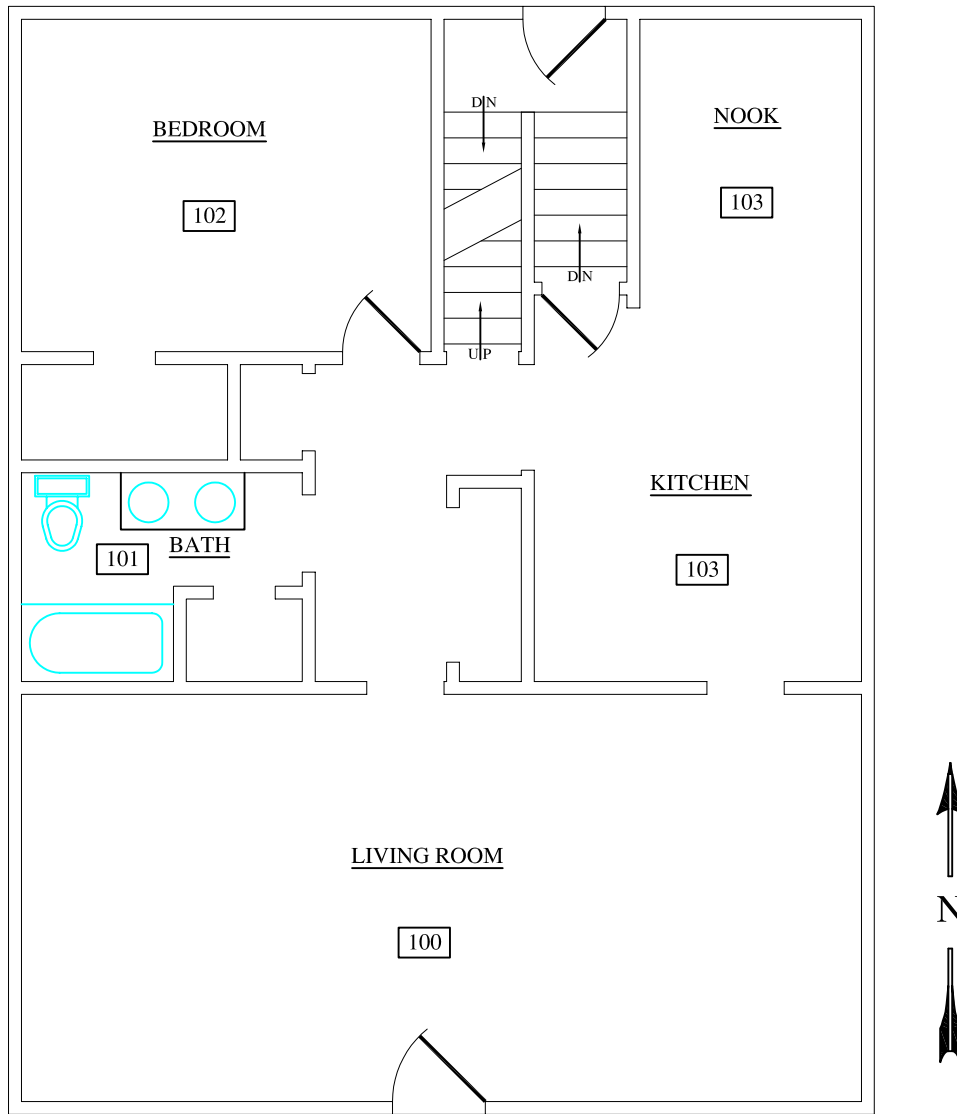 DN
NOOK
BEDROOM
103
102
DN
UP
KITCHEN
BATH
101
103
LIVING ROOM
N
100